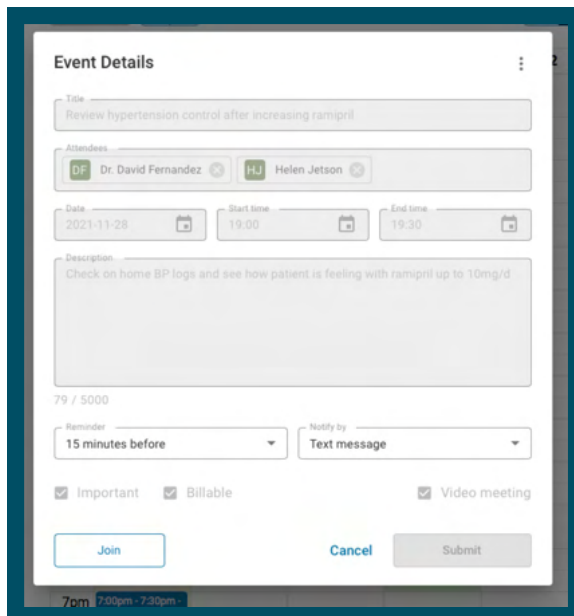 2
Event Details
Title
Review hypertension control after increasing ramipril
Attendees
DF Dr. David Fernandez HJ Helen Jetson
Date Start time End time
2021-11-28 19:00 19:30
Description
Check on home BP logs and see how patient is feeling with ramipril up to 10mg/d
79 / 5000
Reminder Notify by
15 minutes before Text message
Important Billable Video meeting
Join Cancel Submit
7pm 7:00pm - 7:30pm -